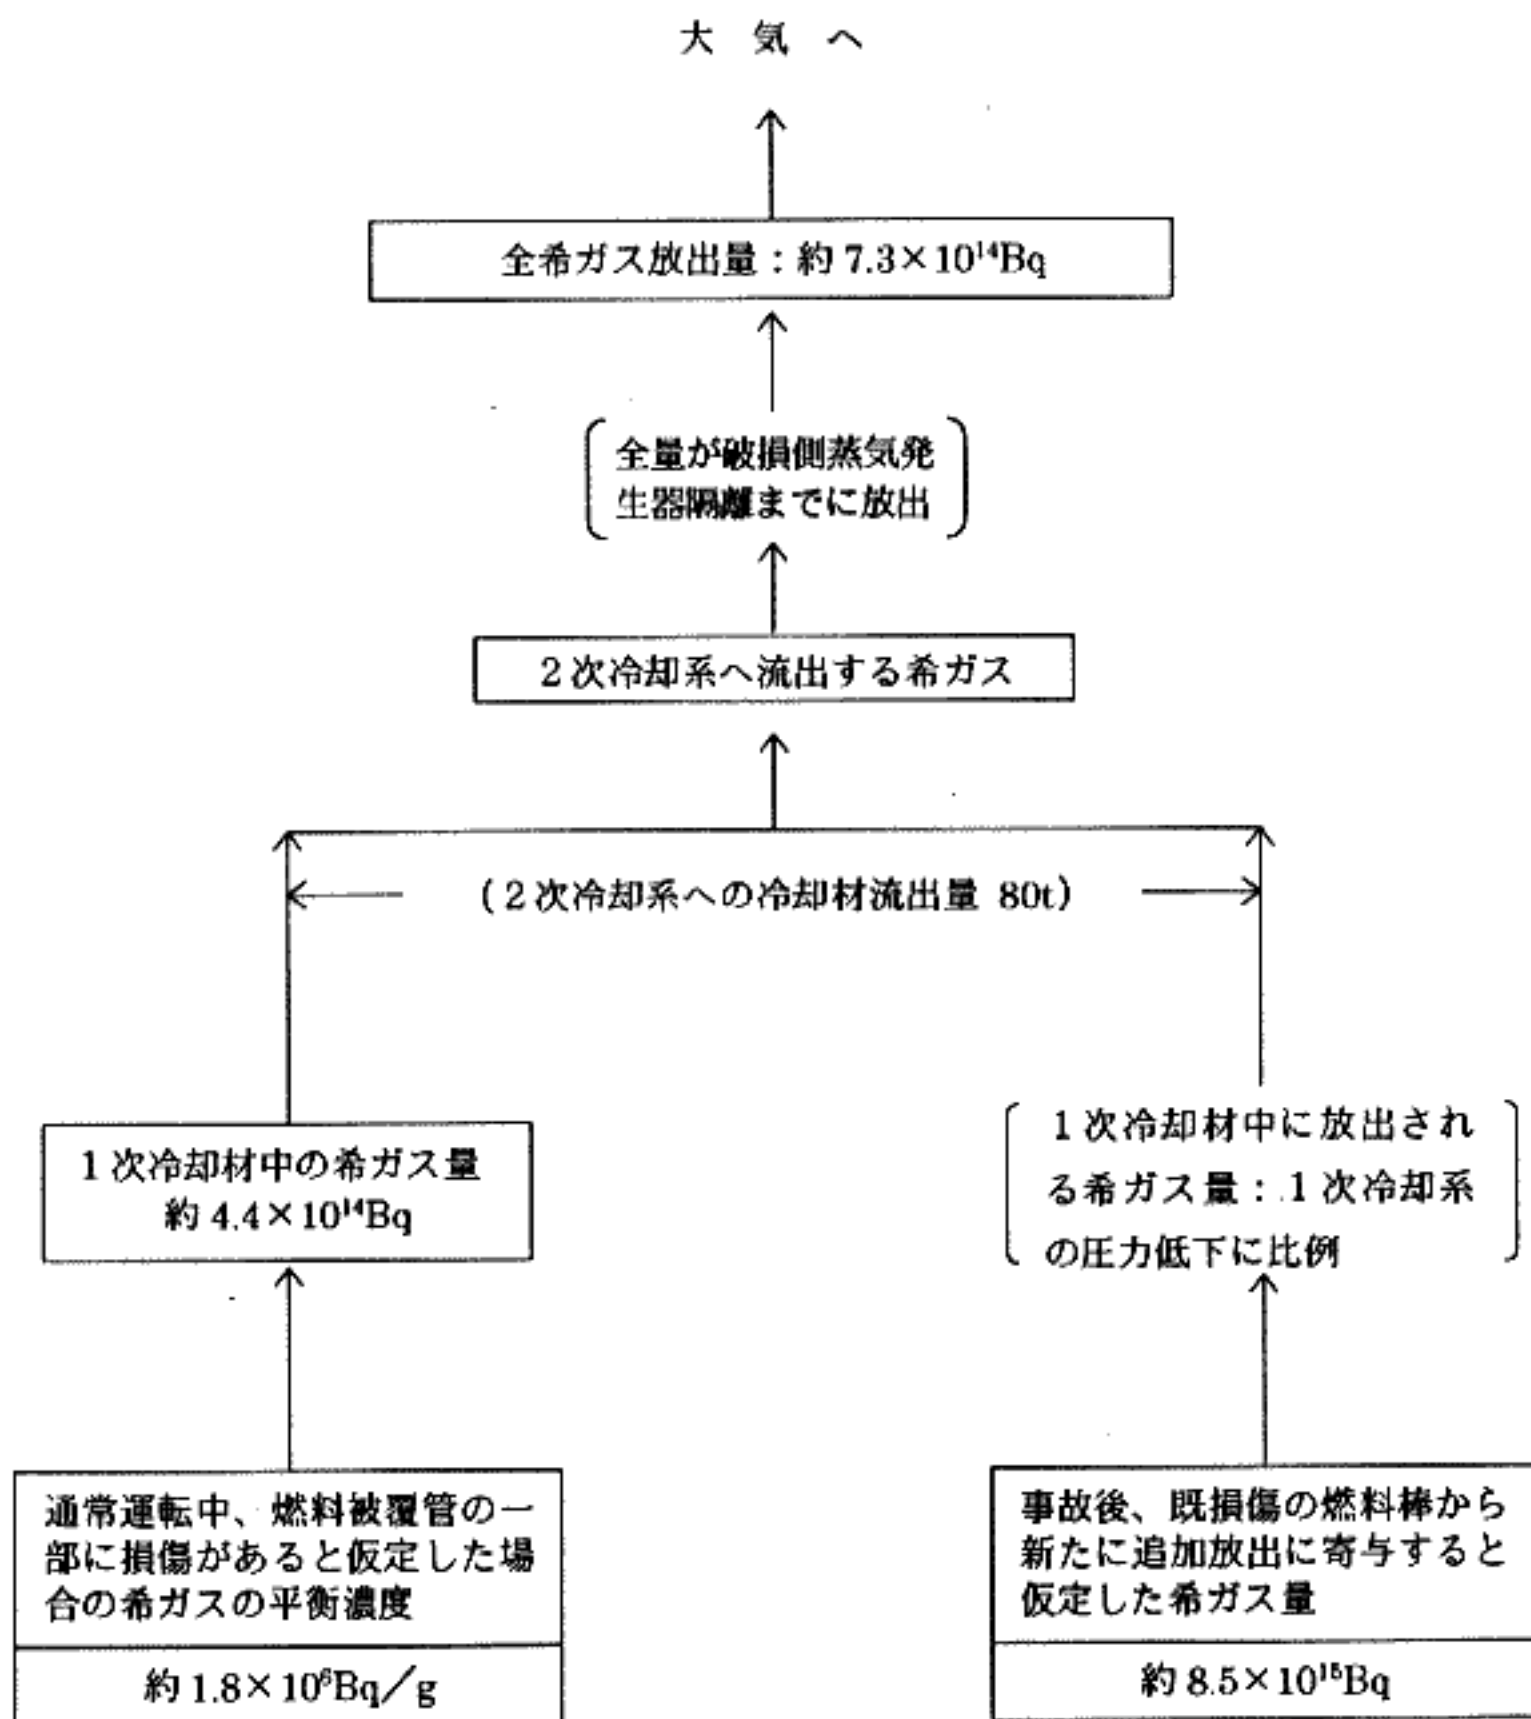 大気へ
全希ガス放出量：約 7.3×10¹⁴Bq
全量が破損側蒸気発
生器隔離までに放出
2次冷却系へ流出する希ガス
(2次冷却系への冷却材流出量 80t)
1次冷却材中の希ガス量
約 4.4×10¹⁴Bq
1次冷却材中に放出され
る希ガス量：1次冷却系
の圧力低下に比例
通常運転中、燃料被覆管の一
部に損傷があると仮定した場
合の希ガスの平衡濃度
約 1.8×10⁶Bq／g
事故後、既損傷の燃料棒から
新たに追加放出に寄与すると
仮定した希ガス量
約 8.5×10¹⁵Bq